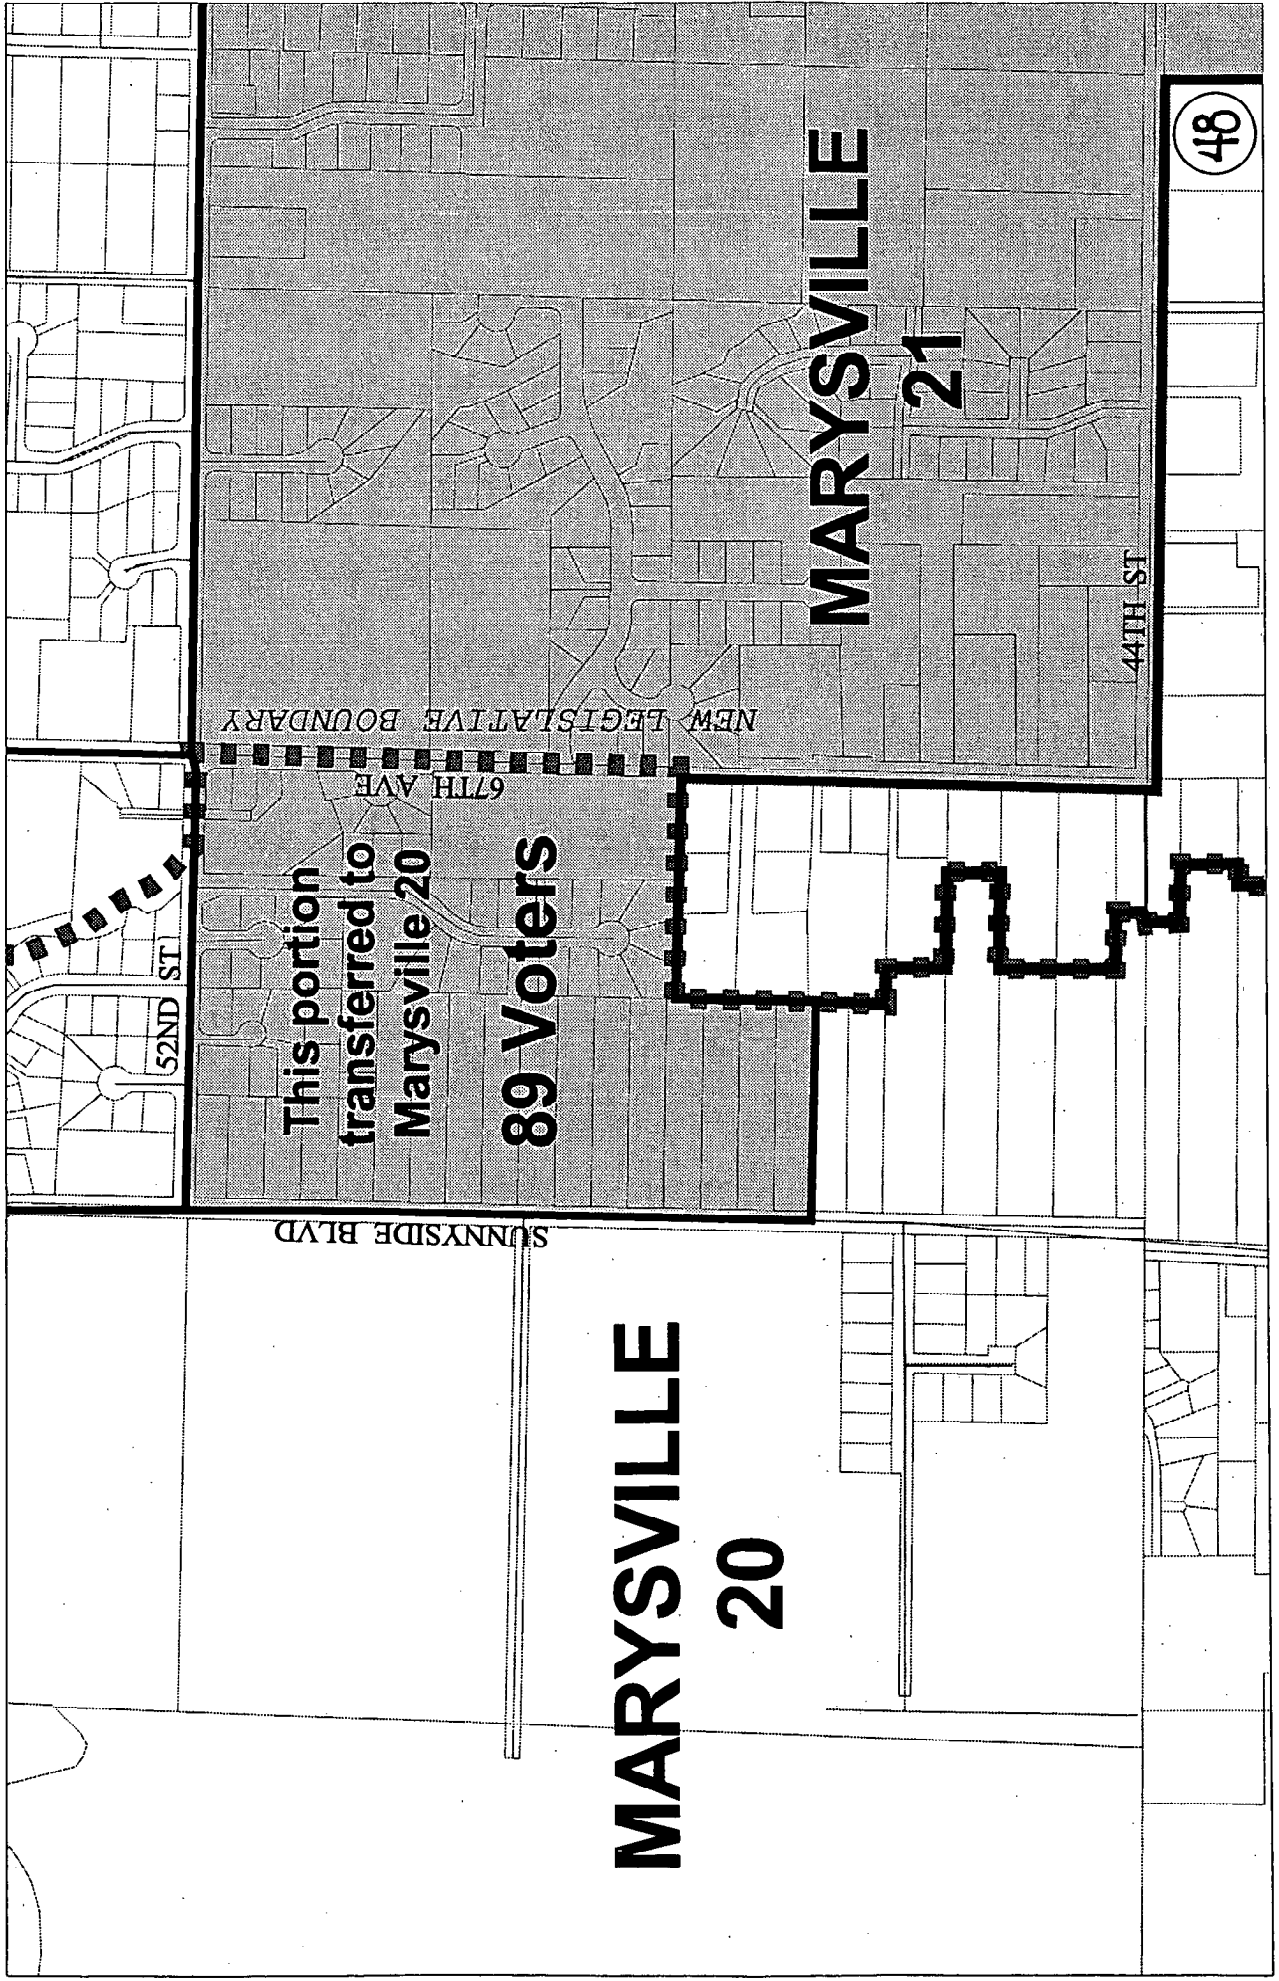 MARYSVILLE
20
SUNNYSIDE BLVD
52ND ST
This portion
transferred to
Marysville 20
89 Voters
67TH AVE
NEW LEGISLATIVE BOUNDARY
MARYSVILLE
21
44TH ST
48